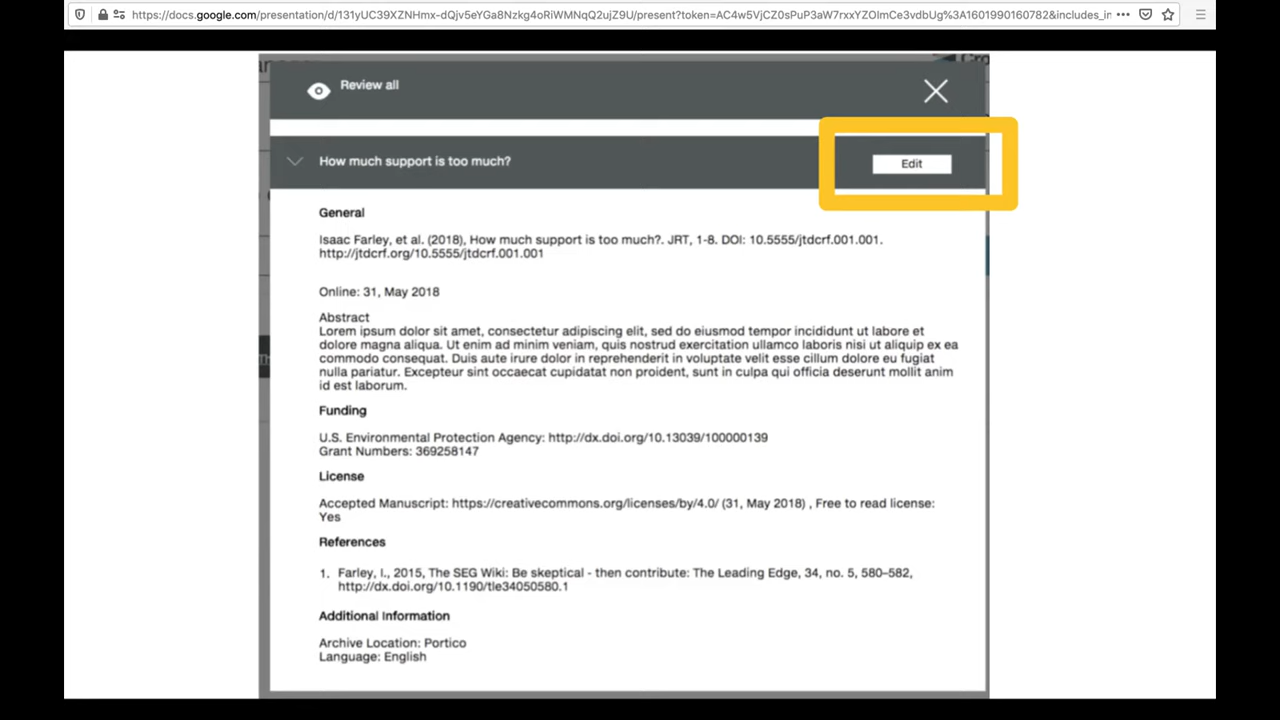 https://docs.google.com/presentation/d/131yUC39XZNHmx-dQjv5eYGa8Nzkg4oRiWMNqQ2ujZ9U/present?token=AC4w5VjCZ0sPuP3aW7rxxYZOlmCe3vdbUg%3A1601990160782&includes_ir
Review all
How much support is too much?
Edit
General
Isaac Farley, et al. (2018), How much support is too much?. JRT, 1-8. DOI: 10.5555/jtdcrf.001.001.
http://jtdcrf.org/10.5555/jtdcrf.001.001
Online: 31, May 2018
Abstract
Lorem ipsum dolor sit amet, consectetur adipiscing elit, sed do eiusmod tempor incididunt ut labore et
dolore magna aliqua. Ut enim ad minim veniam, quis nostrud exercitation ullamco laboris nisi ut aliquip ex ea
commodo consequat. Duis aute irure dolor in reprehenderit in voluptate velit esse cillum dolore eu fugiat
nulla pariatur. Excepteur sint occaecat cupidatat non proident, sunt in culpa qui officia deserunt mollit anim
id est laborum.
Funding
U.S. Environmental Protection Agency: http://dx.doi.org/10.13039/100000139
Grant Numbers: 369258147
License
Accepted Manuscript: https://creativecommons.org/licenses/by/4.0/ (31, May 2018) , Free to read license:
Yes
References
1. Farley, I., 2015, The SEG Wiki: Be skeptical - then contribute: The Leading Edge, 34, no. 5, 580–582,
http://dx.doi.org/10.1190/tle34050580.1
Additional Information
Archive Location: Portico
Language: English